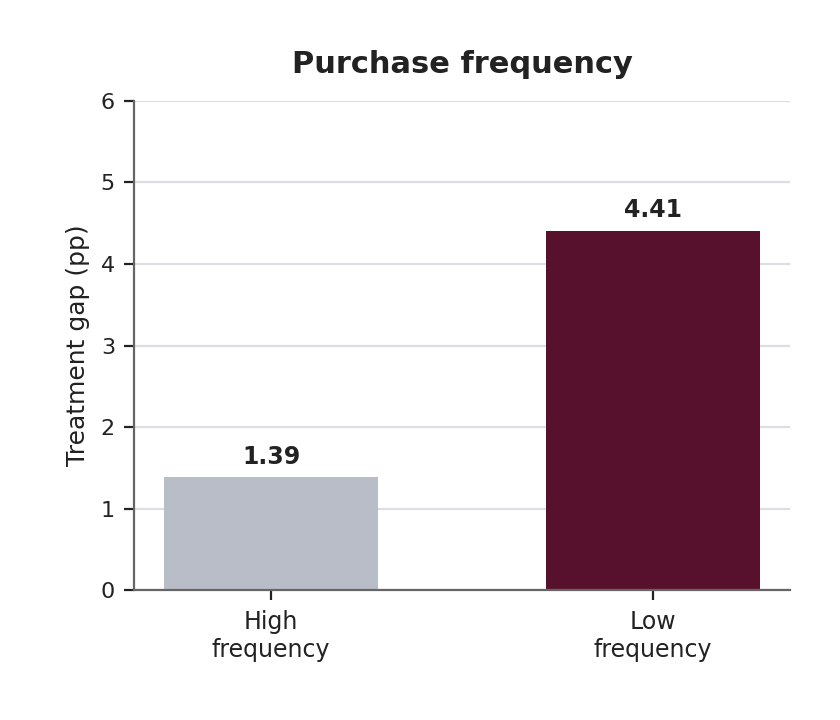 Purchase frequency
Treatment gap (pp)
6
5
4
3
2
1
0
1.39
4.41
High
frequency
Low
frequency